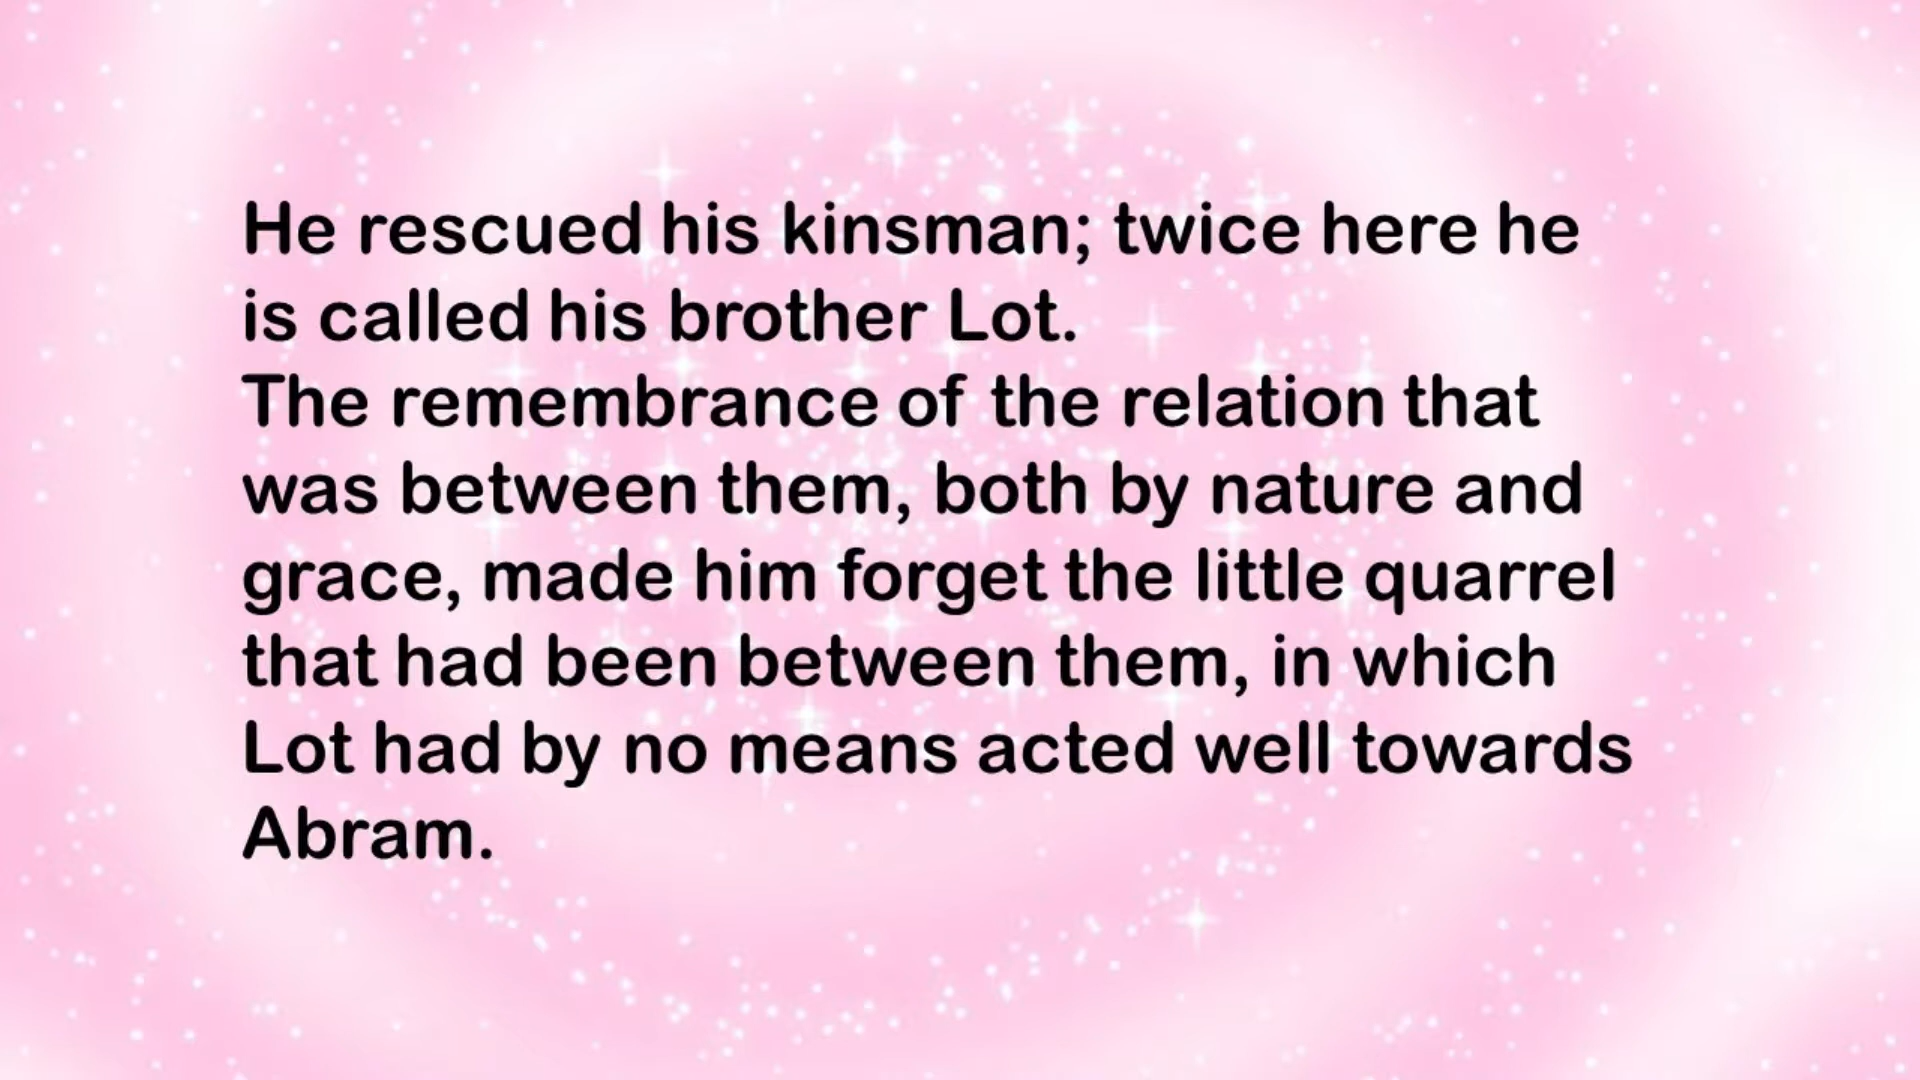 He rescued his kinsman; twice here he
is called his brother Lot.
The remembrance of the relation that
was between them, both by nature and
grace, made him forget the little quarrel
that had been between them, in which
Lot had by no means acted well towards
Abram.